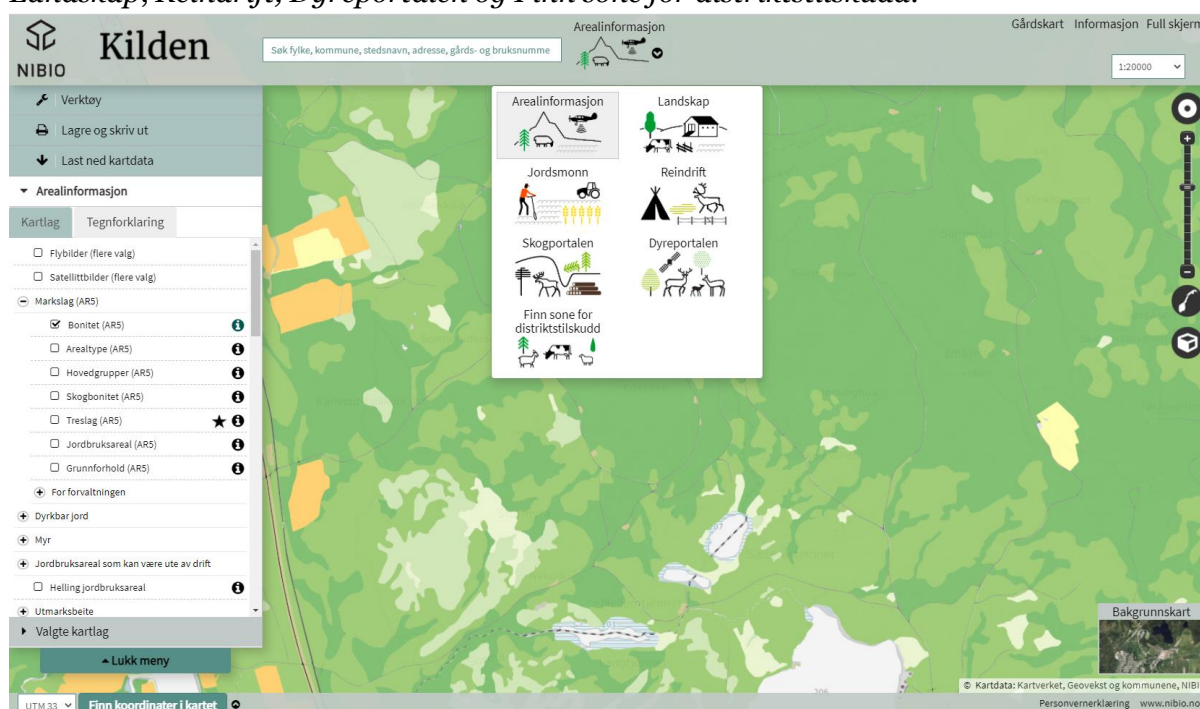 Landskap, Reindrift, Dyreportalen og Finn sone for distriktstilskudd.
NIBIO
Kilden
Søk fylke, kommune, stedsnavn, adresse, gårds- og bruksnumme
Arealinformasjon
Gårdskart Informasjon Full skjerm
1:20000
Verktøy
Lagre og skriv ut
Last ned kartdata
Arealinformasjon
Kartlag Tegnforklaring
Flybilder (flere valg)
Satellittbilder (flere valg)
Markslag (AR5)
Bonitet (AR5)
Arealtype (AR5)
Hovedgrupper (AR5)
Skogbonitet (AR5)
Treslag (AR5)
Jordbruksareal (AR5)
Grunnforhold (AR5)
For forvaltningen
Dyrkbar jord
Myr
Jordbruksareal som kan være ute av drift
Helling jordbruksareal
Utmarksbeite
Valgte kartlag
Lukk meny
UTM 33
Finn koordinater i kartet
Arealinformasjon
Landskap
Jordsmonn
Reindrift
Skogportalen
Dyreportalen
Finn sone for
distriktstilskudd
206
Bakgrunnskart
© Kartdata: Kartverket, Geovekst og kommunene, NIBI
Personvernerklæring www.nibio.no